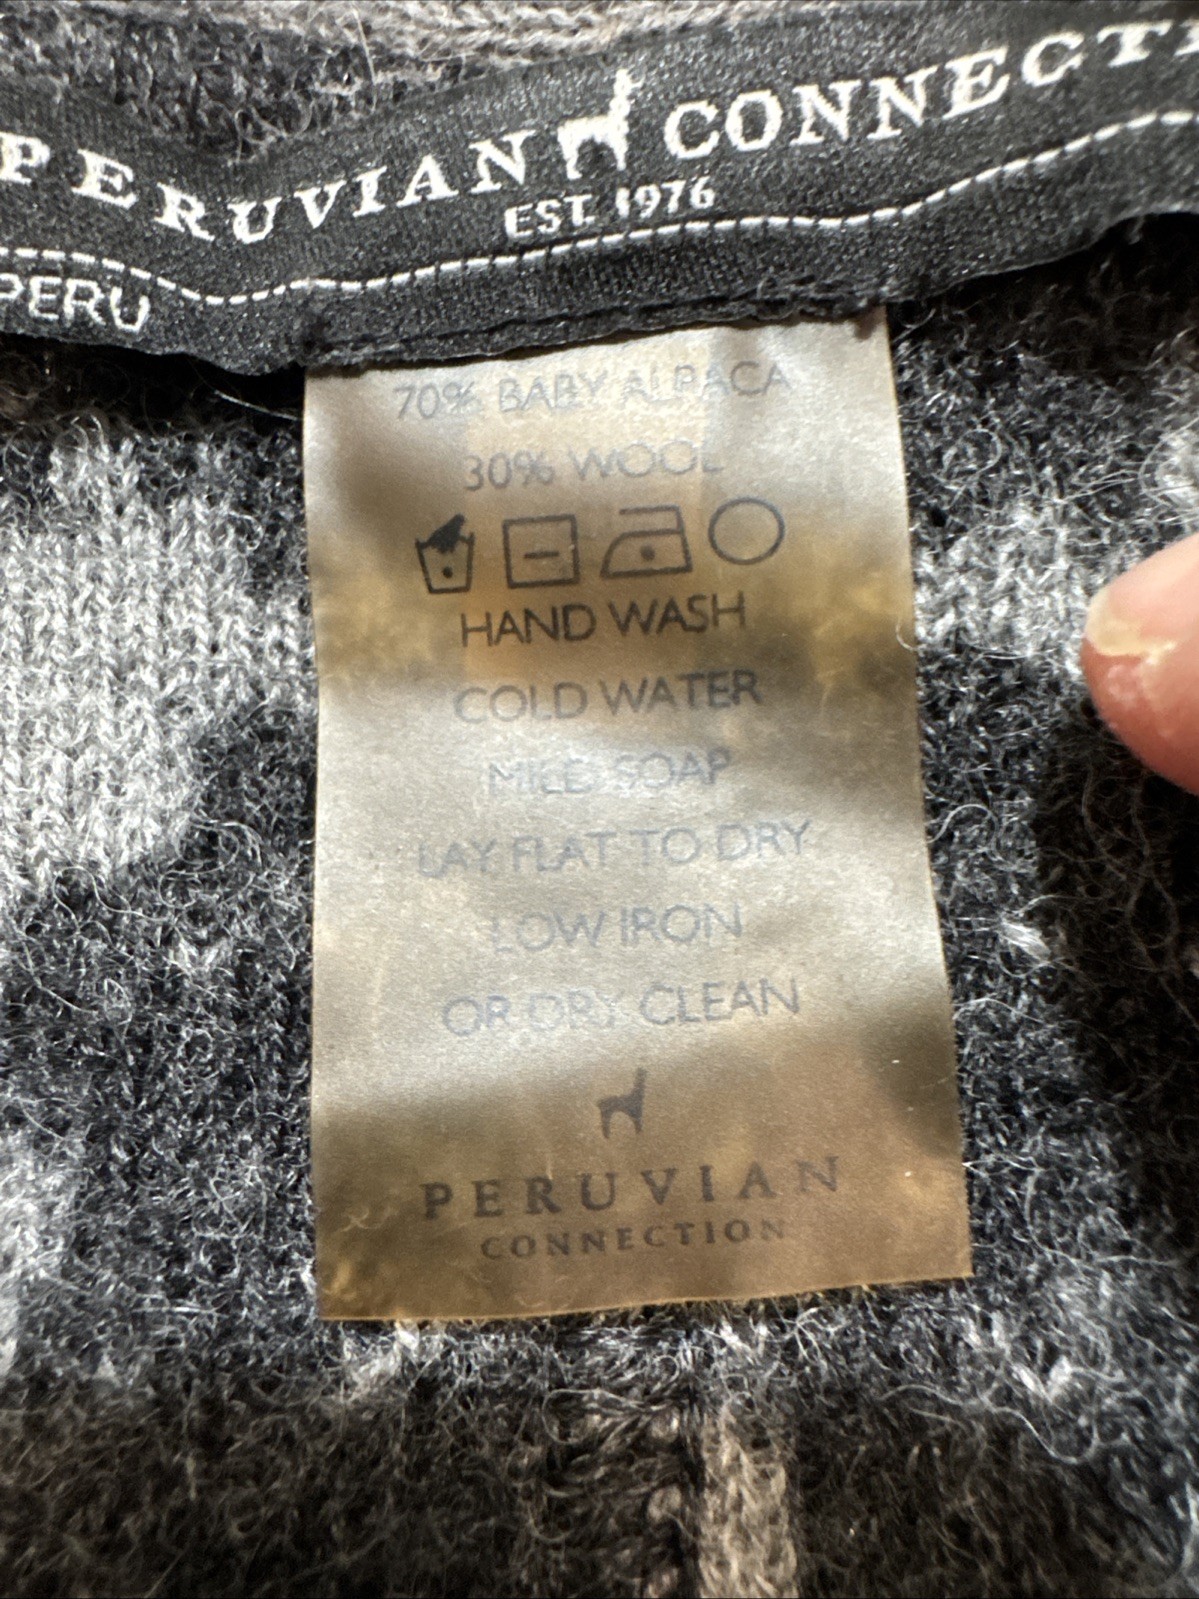 PERUVIAN CONNECTI
EST. 1976
PERU
70% BABY ALPACA
30% WOOL
HAND WASH
COLD WATER
MILD SOAP
LAY FLAT TO DRY
LOW IRON
OR DRY CLEAN
PERUVIAN
CONNECTION